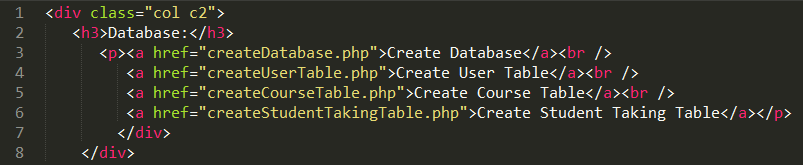 1 <div class="col c2">
2 <h3>Database:</h3>
3 <p><a href="createDatabase.php">Create Database</a><br />
4 <a href="createUserTable.php">Create User Table</a><br />
5 <a href="createCourseTable.php">Create Course Table</a><br />
6 <a href="createStudentTakingTable.php">Create Student Taking Table</a></p>
7 </div>
8 </div>